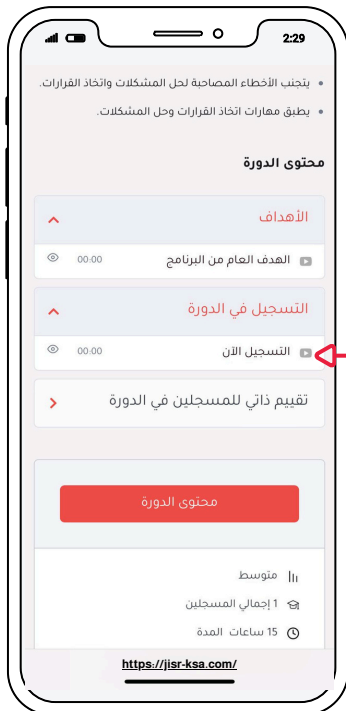 2:29
يتجنب الأخطاء المصاحبة لحل المشكلات واتخاذ القرارات.
يطبق مهارات اتخاذ القرارات وحل المشكلات.
محتوى الدورة
الأهداف
الهدف العام من البرنامج 00:00
التسجيل في الدورة
التسجيل الآن 00:00
تقييم ذاتي للمسجلين في الدورة
محتوى الدورة
متوسط
1 إجمالي المسجلين
15 ساعات المدة
https://jisr-ksa.com/